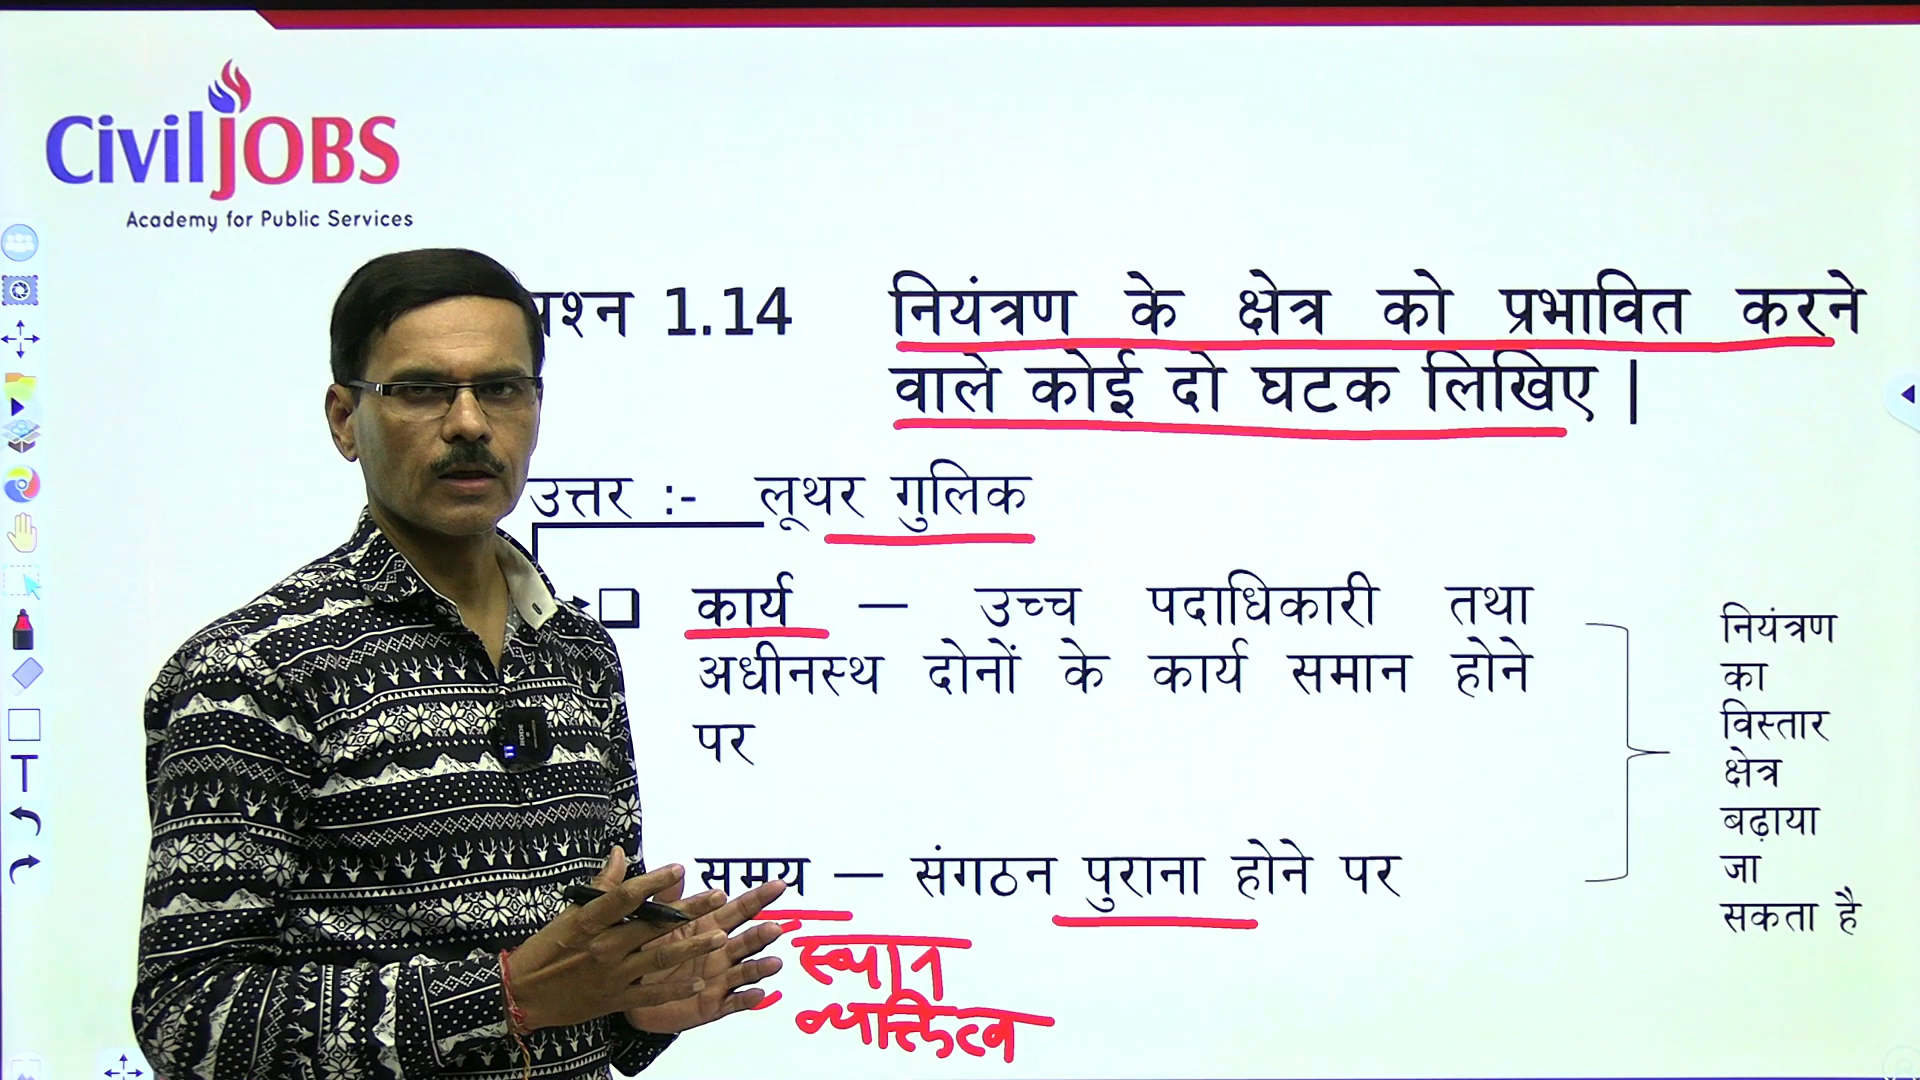 CivilJOBS
Academy for Public Services
प्रश्न 1.14 नियंत्रण के क्षेत्र को प्रभावित करने
वाले कोई दो घटक लिखिए |
उत्तर :- लूथर गुलिक
कार्य – उच्च पदाधिकारी तथा
अधीनस्थ दोनों के कार्य समान होने
पर
समय – संगठन पुराना होने पर
स्थान
व्यक्तित्व
नियंत्रण
का
विस्तार
क्षेत्र
बढ़ाया
जा
सकता है